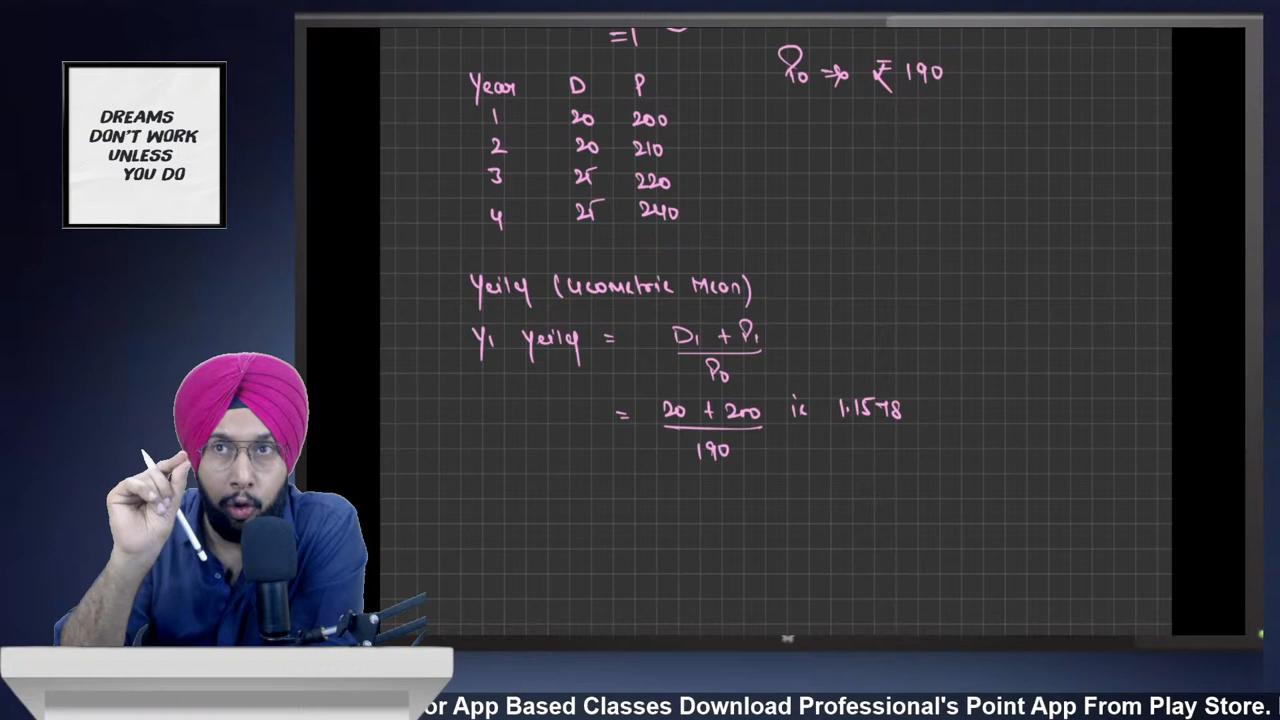 DREAMS
DON'T WORK
UNLESS
YOU DO
=1
P₀ ⇒ ₹ 190
Year D P
1 20 200
2 20 210
3 25 220
4 25 240
Yeily (Geometric Mean)
Y₁ Yeily = D₁ + P₁
P₀
= 20 + 200 ie 1.1578
190
or App Based Classes Download Professional's Point App From Play Store.